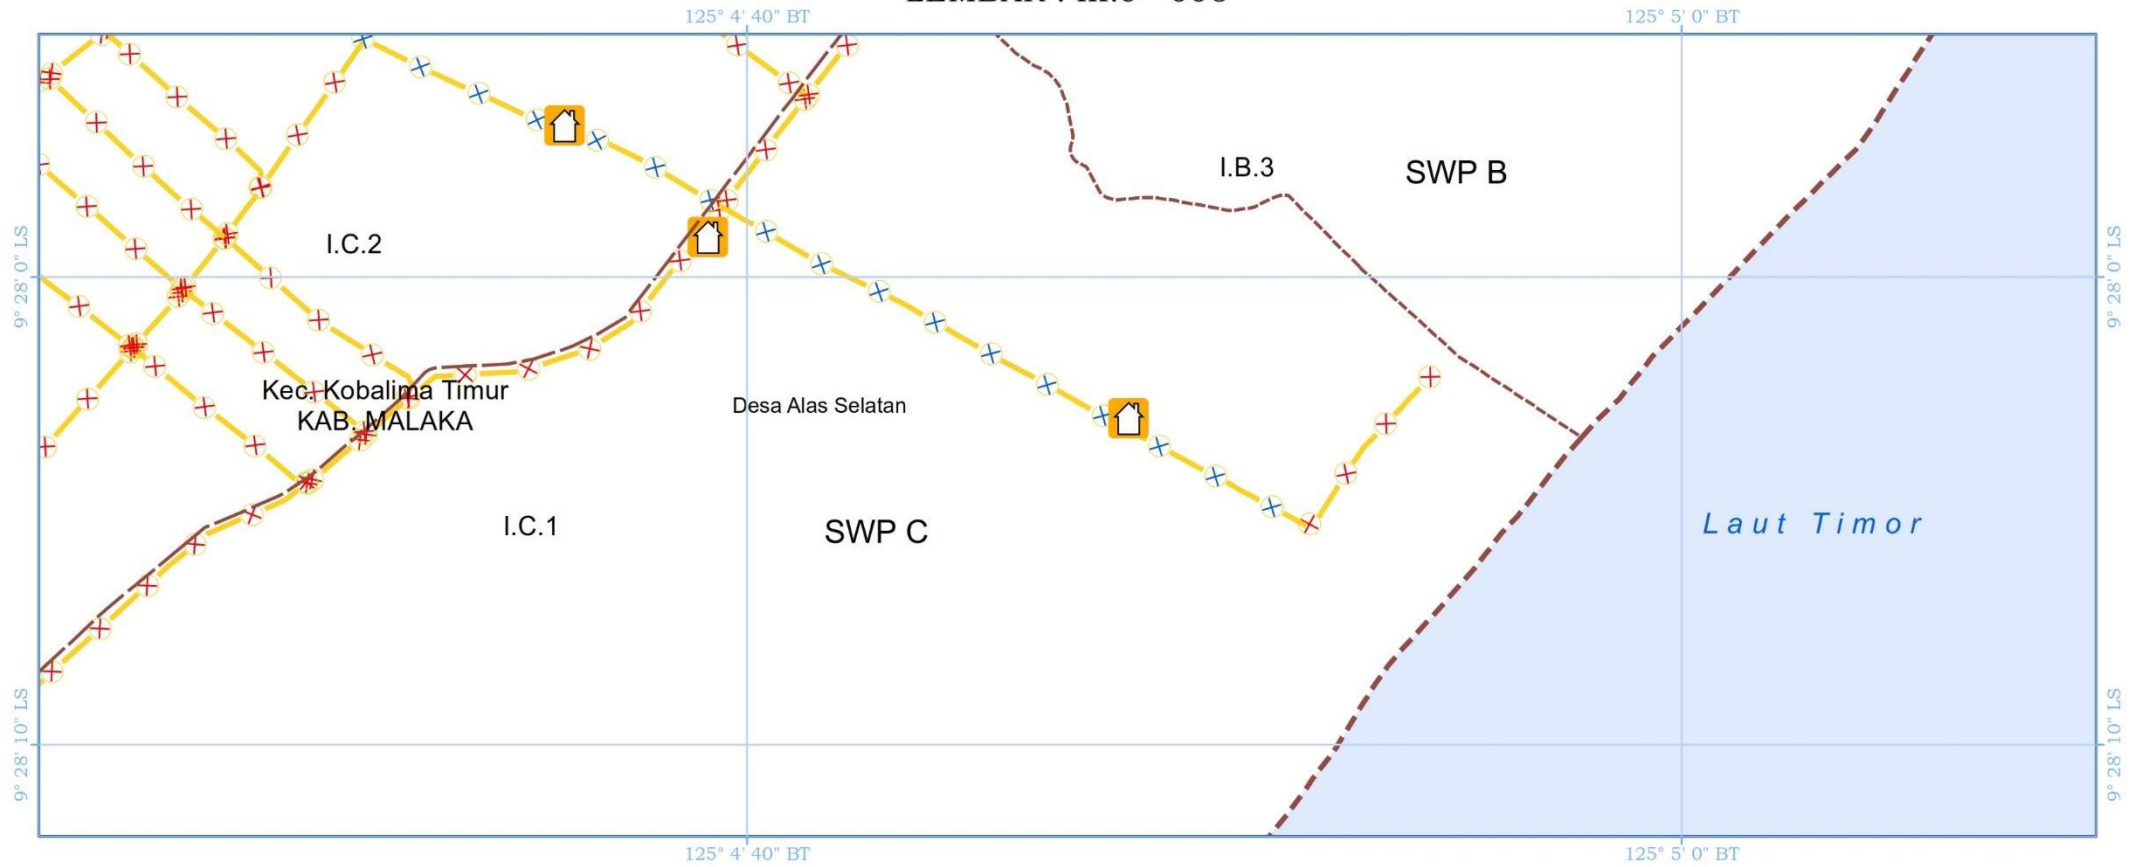 125° 4' 40" BT
125° 5' 0" BT
I.B.3
SWP B
I.C.2
9° 28' 0" LS
9° 28' 0" LS
Kec. Kobalima Timur
KAB. MALAKA
Desa Alas Selatan
I.C.1
SWP C
Laut Timor
9° 28' 10" LS
9° 28' 10" LS
125° 4' 40" BT
125° 5' 0" BT